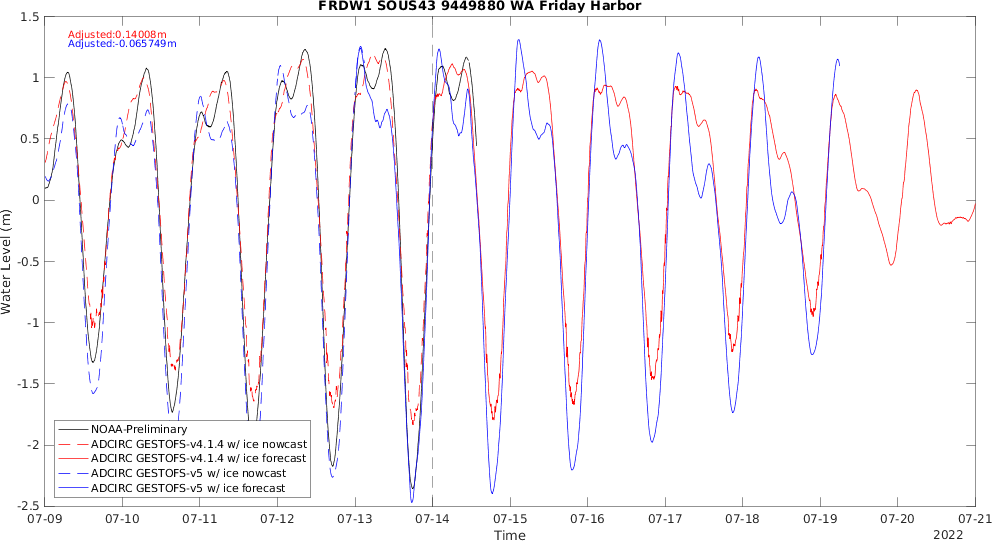 FRDW1 SOUS43 9449880 WA Friday Harbor
Adjusted:0.14008m
Adjusted:-0.065749m
Water Level (m)
1.5
1
0.5
0
-0.5
-1
-1.5
-2
-2.5
NOAA-Preliminary
ADCIRC GESTOFS-v4.1.4 w/ ice nowcast
ADCIRC GESTOFS-v4.1.4 w/ ice forecast
ADCIRC GESTOFS-v5 w/ ice nowcast
ADCIRC GESTOFS-v5 w/ ice forecast
07-09 07-10 07-11 07-12 07-13 07-14 07-15 07-16 07-17 07-18 07-19 07-20 07-21
Time
2022